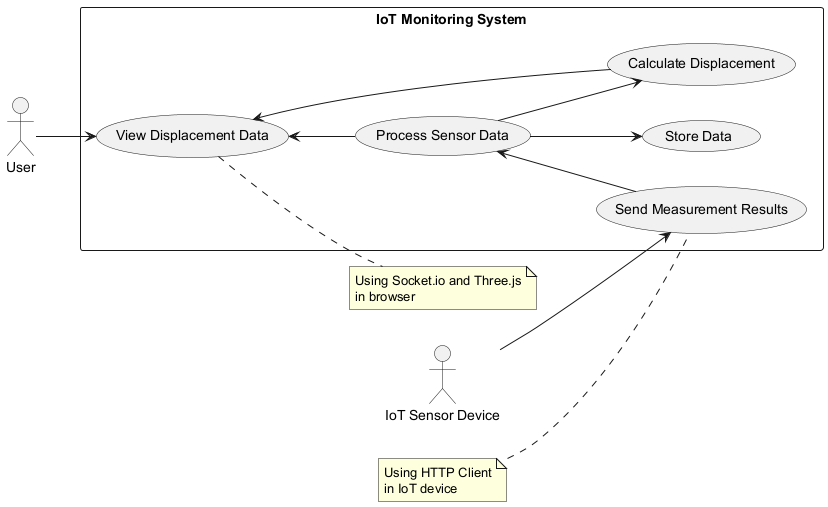 IoT Monitoring System
Calculate Displacement
View Displacement Data
Process Sensor Data
Store Data
User
Send Measurement Results
Using Socket.io and Three.js
in browser
IoT Sensor Device
Using HTTP Client
in IoT device